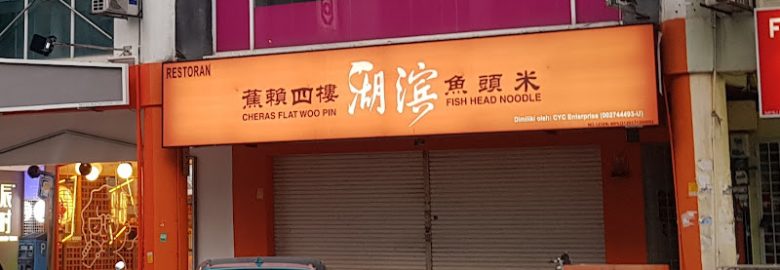 RESTORAN
蕉賴四樓 湖滨 魚頭米
CHERAS FLAT WOO PIN FISH HEAD NOODLE
Dimiliki oleh: CYC Enterprise (002744493-U)
F